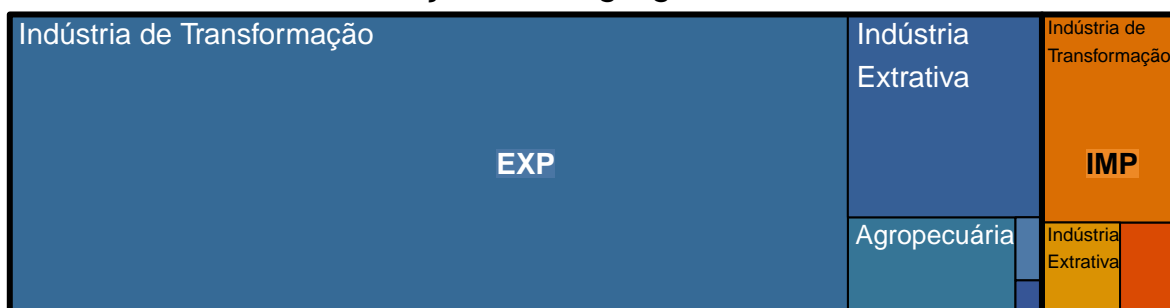 Indústria de Transformação
EXP
Indústria
Extrativa
Agropecuária
Indústria de
Transformação
IMP
Indústria
Extrativa